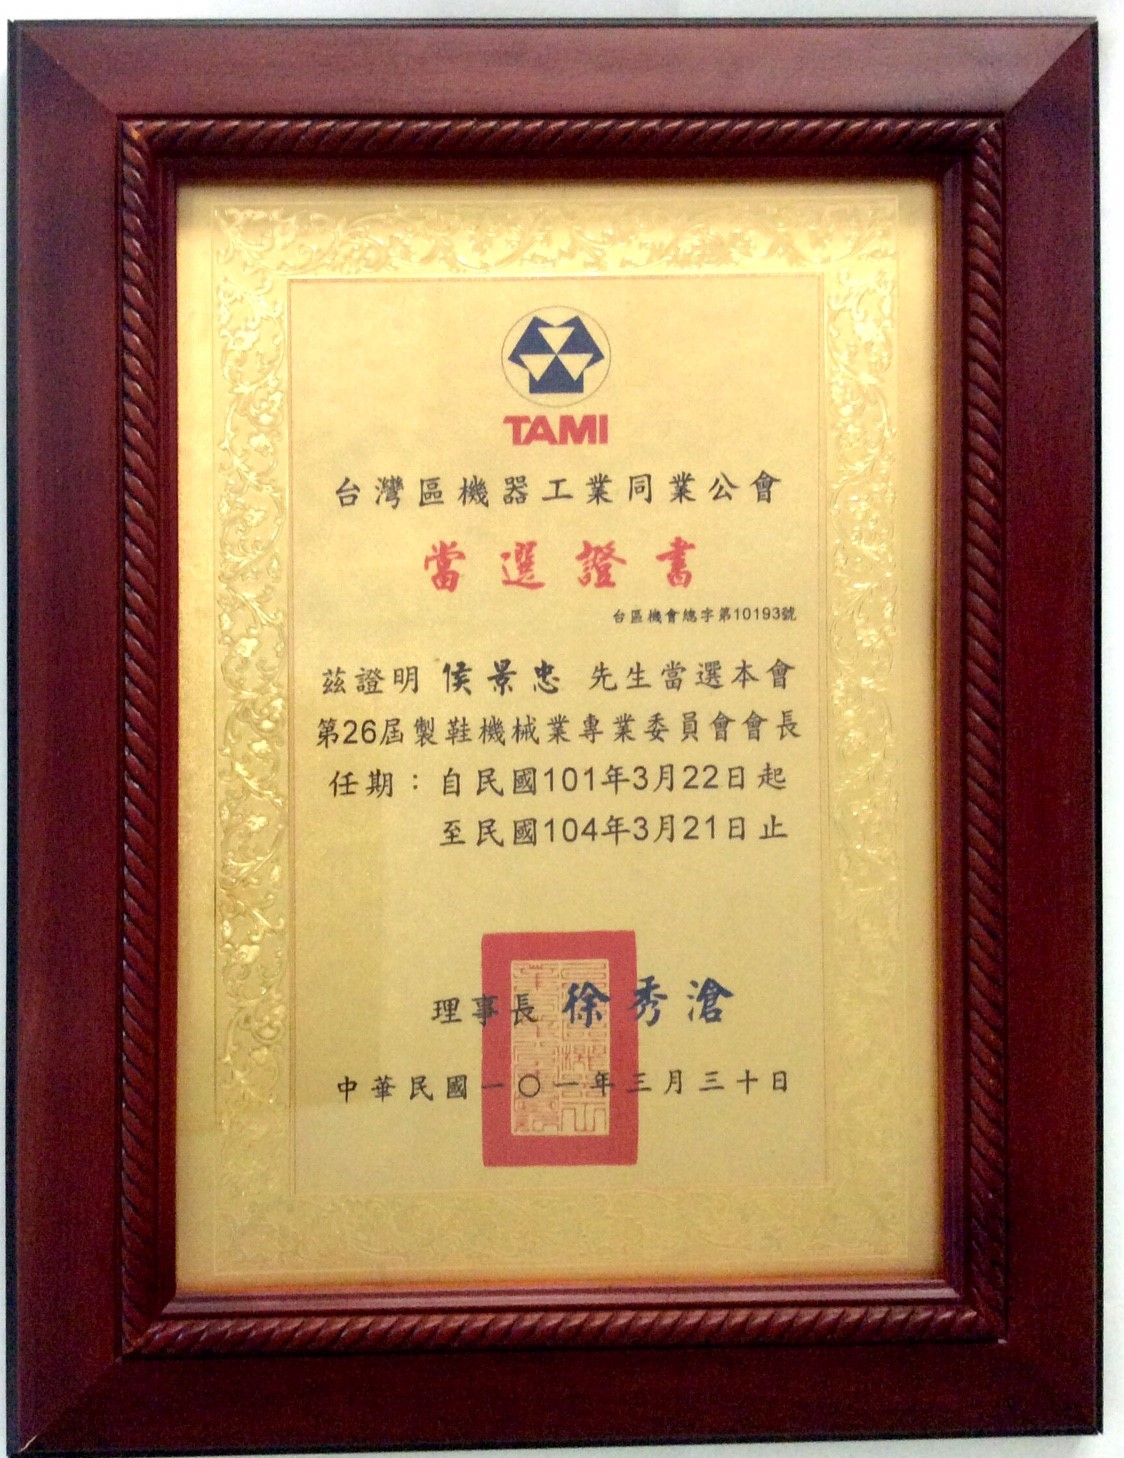 TAMI
台灣區機器工業同業公會
當選證書
台區機會總字第10193號
茲證明 侯景忠 先生當選本會
第26屆製鞋機械業專業委員會會長
任期：自民國101年3月22日起
至民國104年3月21日止
理事長 徐秀滄
中華民國一〇一年三月三十日